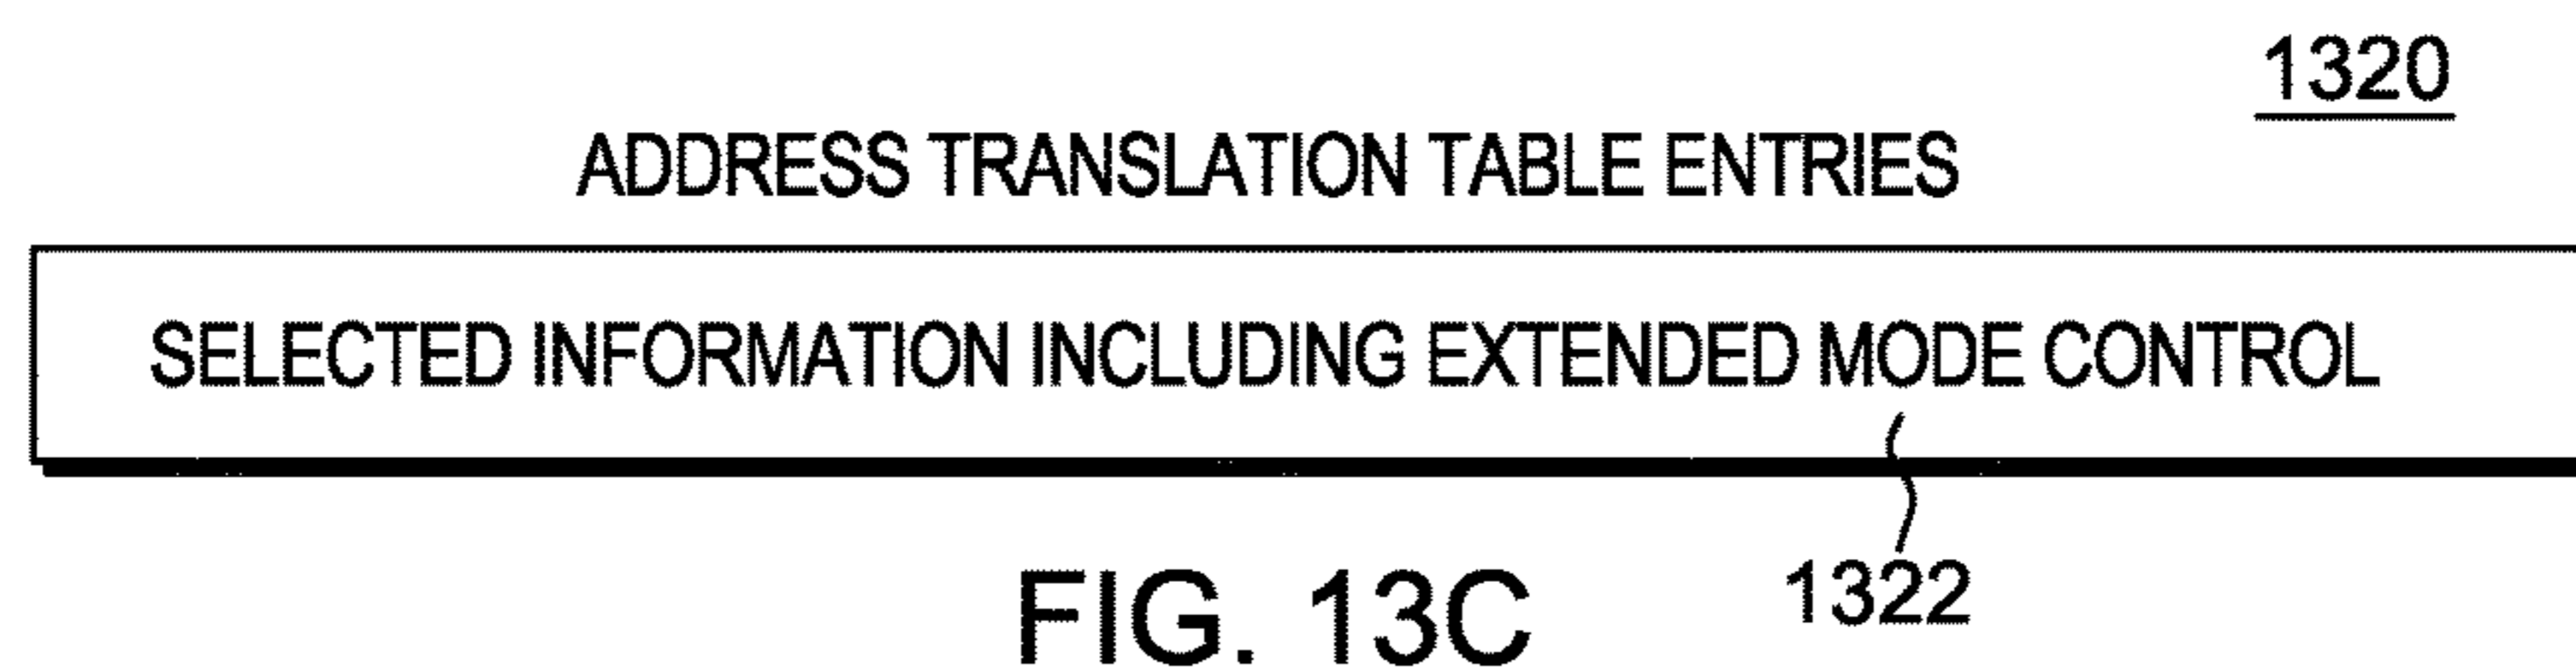 1320
ADDRESS TRANSLATION TABLE ENTRIES
SELECTED INFORMATION INCLUDING EXTENDED MODE CONTROL
1322
FIG. 13C